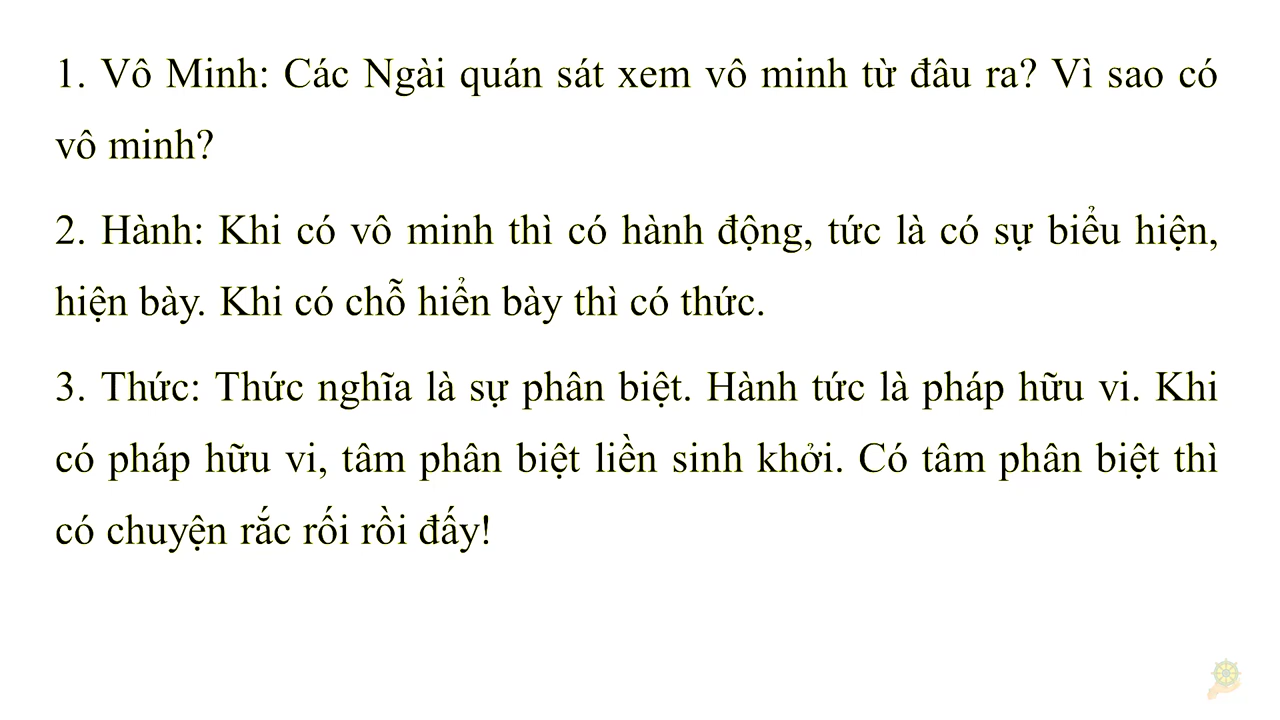 1. Vô Minh: Các Ngài quán sát xem vô minh từ đâu ra? Vì sao có
vô minh?
2. Hành: Khi có vô minh thì có hành động, tức là có sự biểu hiện,
hiện bày. Khi có chỗ hiển bày thì có thức.
3. Thức: Thức nghĩa là sự phân biệt. Hành tức là pháp hữu vi. Khi
có pháp hữu vi, tâm phân biệt liền sinh khởi. Có tâm phân biệt thì
có chuyện rắc rối rồi đấy!